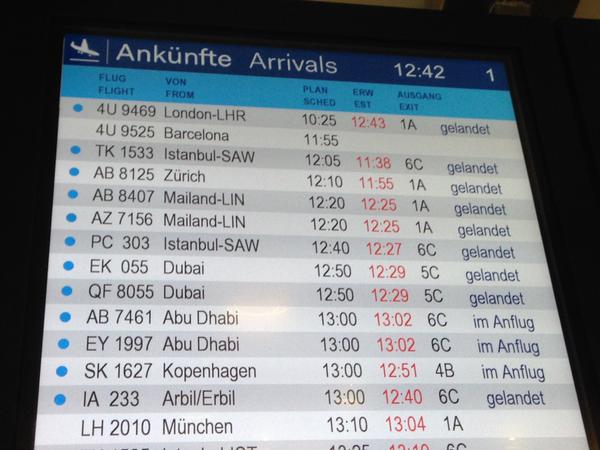 Ankünfte Arrivals 12:42 1
FLUG VON PLAN ERW AUSGANG
FLIGHT FROM SCHED EST EXIT
4U 9469 London-LHR 10:25 12:43 1A gelandet
4U 9525 Barcelona 11:55
TK 1533 Istanbul-SAW 12:05 11:38 6C gelandet
AB 8125 Zürich 12:10 11:55 1A gelandet
AB 8407 Mailand-LIN 12:20 12:25 1A gelandet
AZ 7156 Mailand-LIN 12:20 12:25 1A gelandet
PC 303 Istanbul-SAW 12:40 12:27 6C gelandet
EK 055 Dubai 12:50 12:29 5C gelandet
QF 8055 Dubai 12:50 12:29 5C gelandet
AB 7461 Abu Dhabi 13:00 13:02 6C im Anflug
EY 1997 Abu Dhabi 13:00 13:02 6C im Anflug
SK 1627 Kopenhagen 13:00 12:51 4B im Anflug
IA 233 Arbil/Erbil 13:00 12:40 6C gelandet
LH 2010 München 13:10 13:04 1A